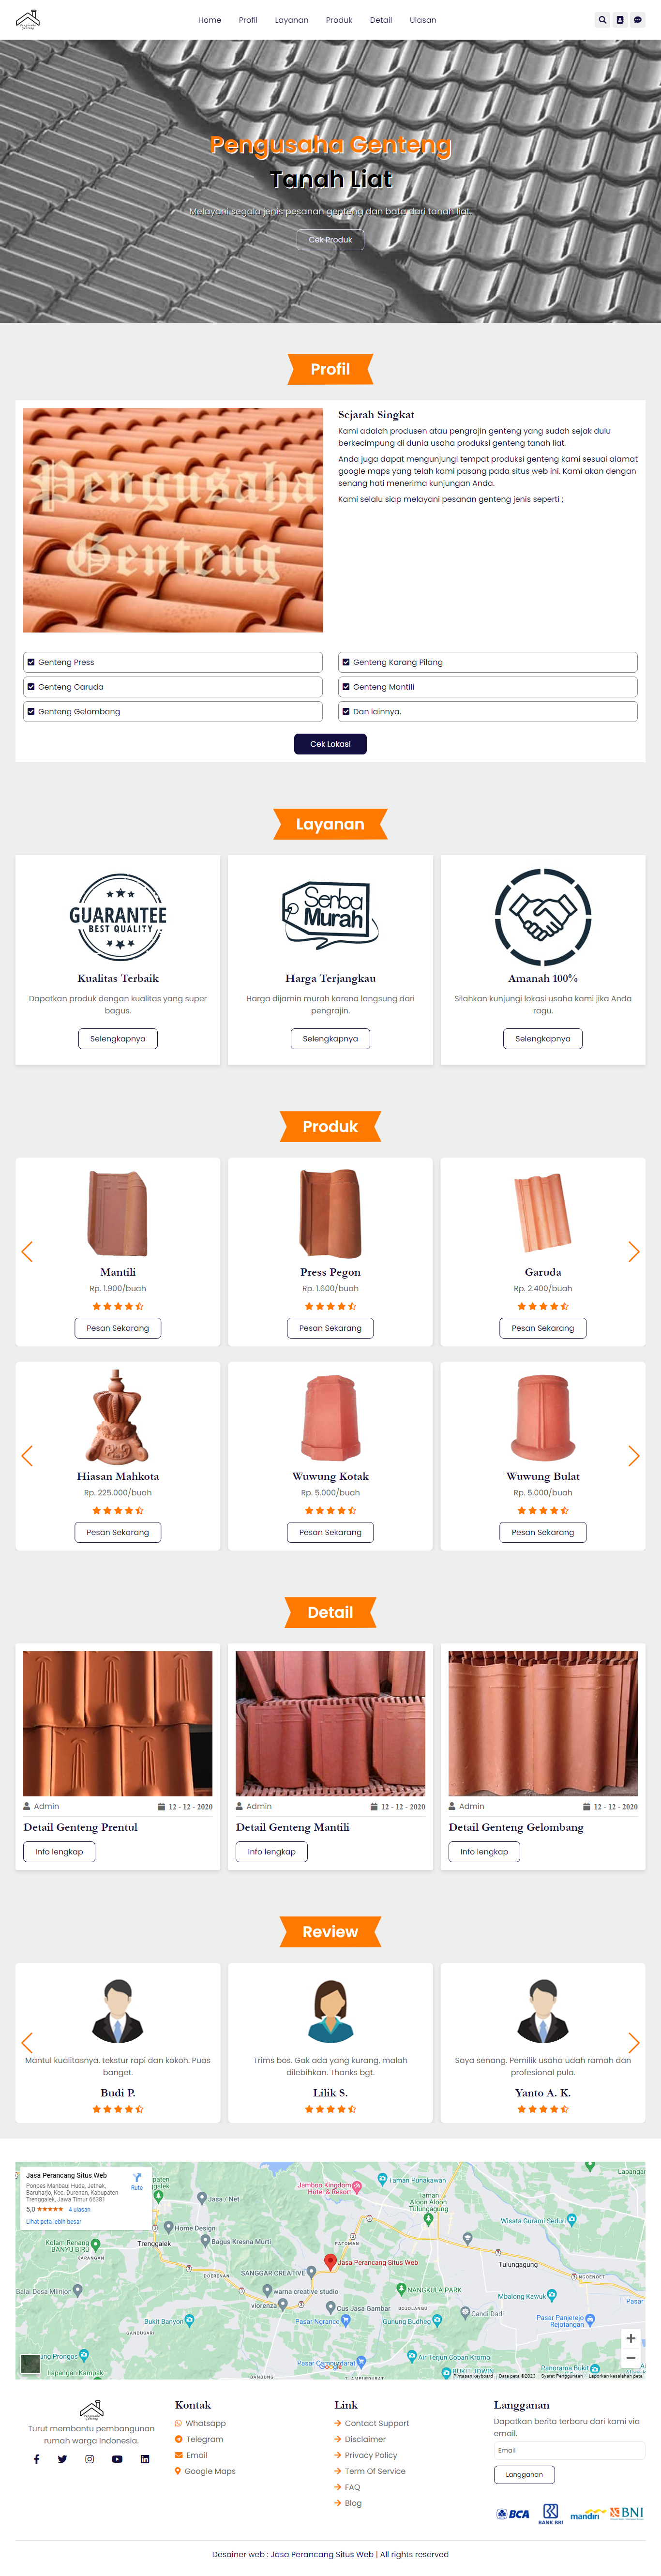 Home Profil Layanan Produk Detail Ulasan
Pengusaha Genteng
Tanah Liat
Melayani segala jenis pesanan genteng dan bata dari tanah liat.
Cek Produk
Profil
Pengusaha
Genteng
Sejarah Singkat
Kami adalah produsen atau pengrajin genteng yang sudah sejak dulu
berkecimpung di dunia usaha produksi genteng tanah liat.
Anda juga dapat mengunjungi tempat produksi genteng kami sesuai alamat
google maps yang telah kami pasang pada situs web ini. Kami akan dengan
senang hati menerima kunjungan Anda.
Kami selalu siap melayani pesanan genteng jenis seperti ;
Genteng Press
Genteng Karang Pilang
Genteng Garuda
Genteng Mantili
Genteng Gelombang
Dan lainnya.
Cek Lokasi
Layanan
GUARANTEE
BEST QUALITY
Kualitas Terbaik
Dapatkan produk dengan kualitas yang super
bagus.
Selengkapnya
Serba
Murah
Harga Terjangkau
Harga dijamin murah karena langsung dari
pengrajin.
Selengkapnya
Amanah 100%
Silahkan kunjungi lokasi usaha kami jika Anda
ragu.
Selengkapnya
Produk
Mantili
Rp. 1.900/buah
Pesan Sekarang
Press Pegon
Rp. 1.600/buah
Pesan Sekarang
Garuda
Rp. 2.400/buah
Pesan Sekarang
Hiasan Mahkota
Rp. 225.000/buah
Pesan Sekarang
Wuwung Kotak
Rp. 5.000/buah
Pesan Sekarang
Wuwung Bulat
Rp. 5.000/buah
Pesan Sekarang
Detail
Admin 12 - 12 - 2020
Detail Genteng Prentul
Info lengkap
Admin 12 - 12 - 2020
Detail Genteng Mantili
Info lengkap
Admin 12 - 12 - 2020
Detail Genteng Gelombang
Info lengkap
Review
Mantul kualitasnya. tekstur rapi dan kokoh. Puas
banget.
Budi P.
Trims bos. Gak ada yang kurang, malah
dilebihkan. Thanks bgt.
Lilik S.
Saya senang. Pemilik usaha udah ramah dan
profesional pula.
Yanto A. K.
Jasa Perancang Situs Web
Ponpes Manbaul Huda, Jethak,
Baruharjo, Kec. Durenan, Kabupaten
Trenggalek, Jawa Timur 66381
5,0 4 ulasan
Lihat peta lebih besar
Rute
Jasa / Net
Jamboo Kingdom
Hotel & Resort
Taman Punakawan
Taman
Aloon Aloon
Tulungagung
Lapangan
Home Design
Wisata Gurami Seduri
Kolam Renang
BANYU BIRU
KARANGAN
Trenggalek
Bagus Kresna Murti
PATOMAN
DOERENAN
SANGGAR CREATIVE
Jasa Perancang Situs Web
Tulungagung
NGOENOET
Balai Desa Mlinjon
warna creative studio
NANGKULA PARK
Mbalong Kawuk
viorenza
Cus Jasa Gambar
BOJOLANGU
Candi Dadi
Pasar
Bukit Banyon
Pasar Ngrance
Gunung Budheg
Pasar Panjerejo
Rejotangan
GANDUSARI
ung Prongos
Air Terjun Coban Kromo
Lapangan Kampak
Pasar Campurdarat
Google
Panorama Bukit
BANDUNG
Pintasan keyboard Data peta ©2023 Syarat Penggunaan Laporkan kesalahan peta
Turut membantu pembangunan
rumah warga Indonesia.
Kontak
Whatsapp
Telegram
Email
Google Maps
Link
Contact Support
Disclaimer
Privacy Policy
Term Of Service
FAQ
Blog
Langganan
Dapatkan berita terbaru dari kami via
email.
Email
Langganan
BCA
BANK BRI
mandiri
BNI
Desainer web : Jasa Perancang Situs Web | All rights reserved